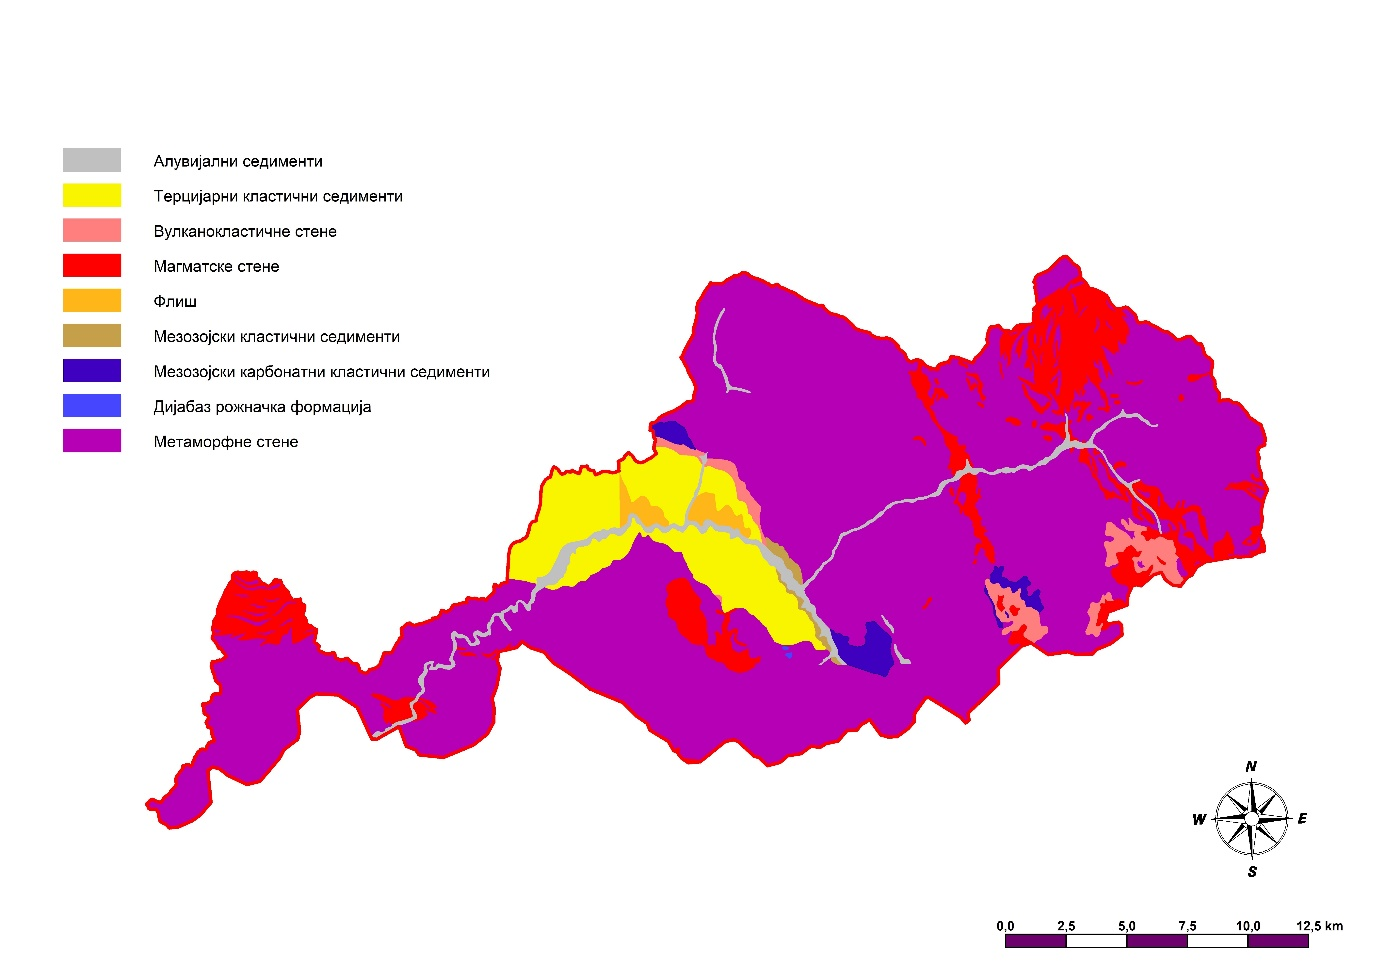 Алувијални седименти
Терцијарни кластични седименти
Вулканокластичне стене
Магматске стене
Флиш
Мезозојски кластични седименти
Мезозојски карбонатни кластични седименти
Дијабаз рожначка формација
Метаморфне стене
N
W E
S
0,0 2,5 5,0 7,5 10,0 12,5 km